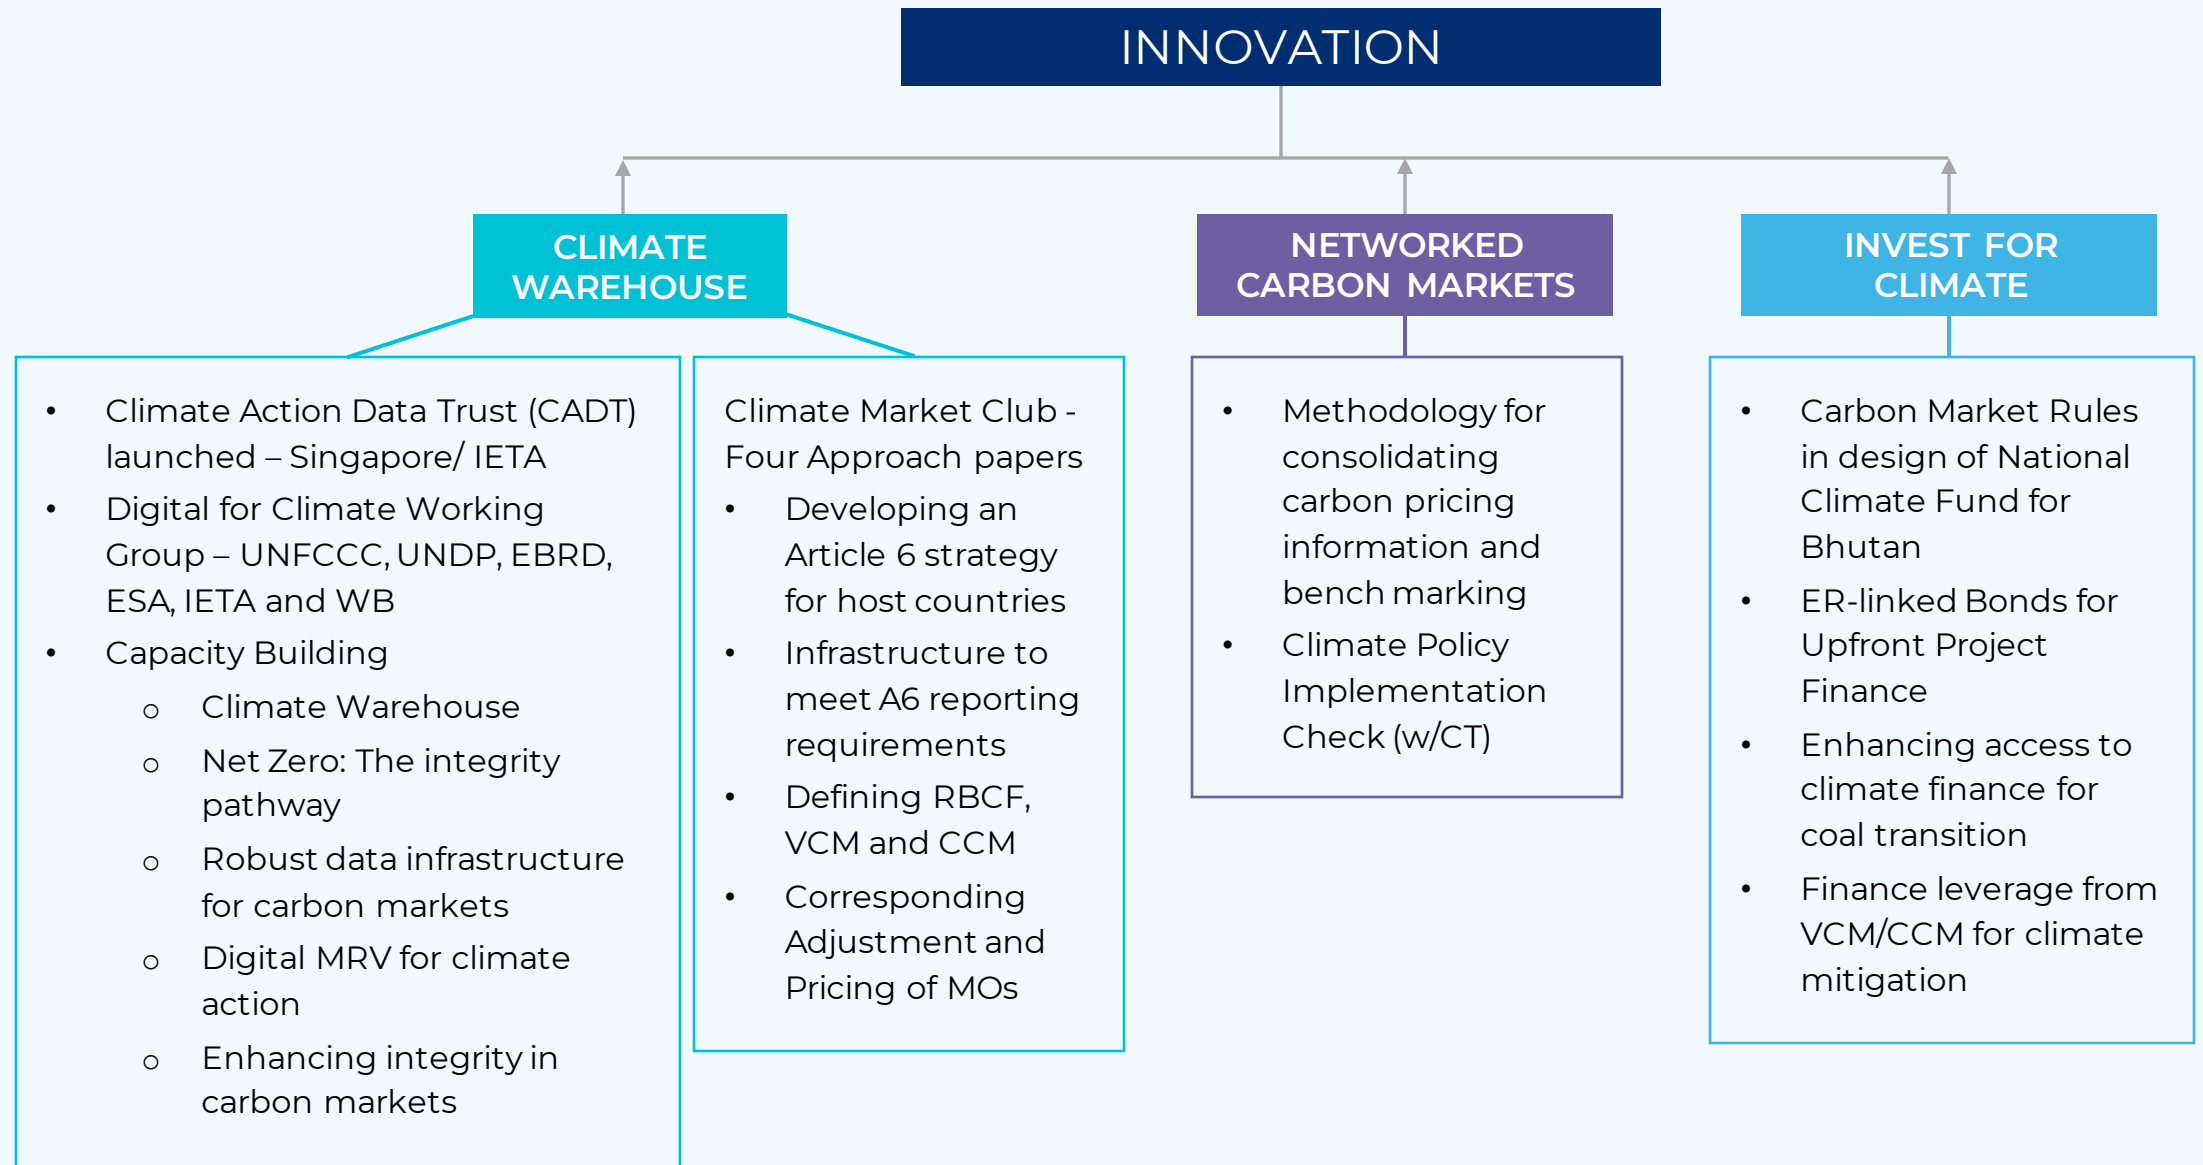 INNOVATION
CLIMATE
WAREHOUSE
NETWORKED
CARBON MARKETS
INVEST FOR
CLIMATE
• Climate Action Data Trust (CADT)
launched – Singapore/ IETA
• Digital for Climate Working
Group – UNFCCC, UNDP, EBRD,
ESA, IETA and WB
• Capacity Building
o Climate Warehouse
o Net Zero: The integrity
pathway
o Robust data infrastructure
for carbon markets
o Digital MRV for climate
action
o Enhancing integrity in
carbon markets
Climate Market Club -
Four Approach papers
• Developing an
Article 6 strategy
for host countries
• Infrastructure to
meet A6 reporting
requirements
• Defining RBCF,
VCM and CCM
• Corresponding
Adjustment and
Pricing of MOs
• Methodology for
consolidating
carbon pricing
information and
bench marking
• Climate Policy
Implementation
Check (w/CT)
• Carbon Market Rules
in design of National
Climate Fund for
Bhutan
• ER-linked Bonds for
Upfront Project
Finance
• Enhancing access to
climate finance for
coal transition
• Finance leverage from
VCM/CCM for climate
mitigation